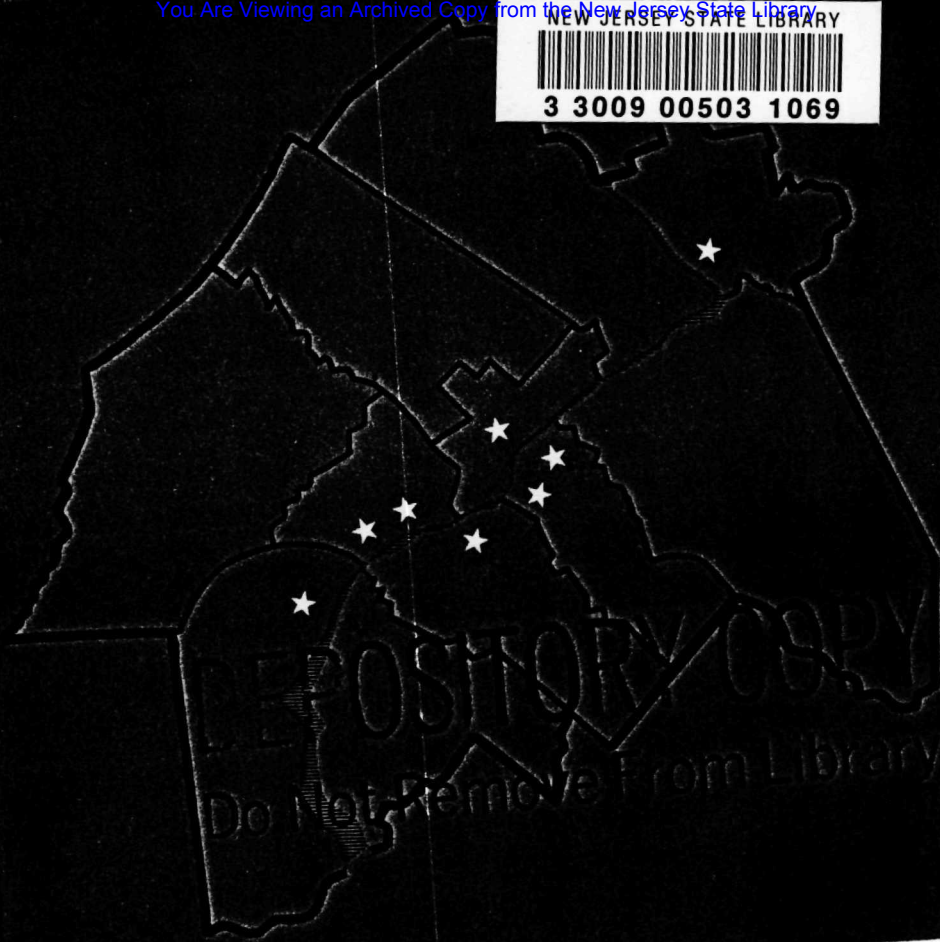 You Are Viewing an Archived Copy from the New Jersey State Library
NEW JERSEY STATE LIBRARY
3 3009 00503 1069
DEPOSITORY COPY
Do Not Remove From Library